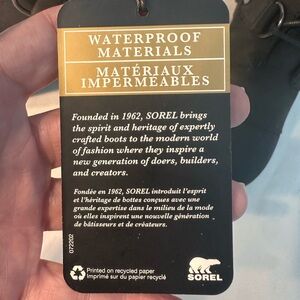 WATERPROOF
MATERIALS
MATÉRIAUX
IMPERMÉABLES
Founded in 1962, SOREL brings
the spirit and heritage of expertly
crafted boots to the modern world
of fashion where they inspire a
new generation of doers, builders,
and creators.
Fondée en 1962, SOREL introduit l'esprit
et l'héritage de bottes conçues avec une
grande expertise dans le milieu de la mode
où elles inspirent une nouvelle génération
de bâtisseurs et de créateurs.
072202
Printed on recycled paper
Imprimé sur du papier recyclé
SOREL